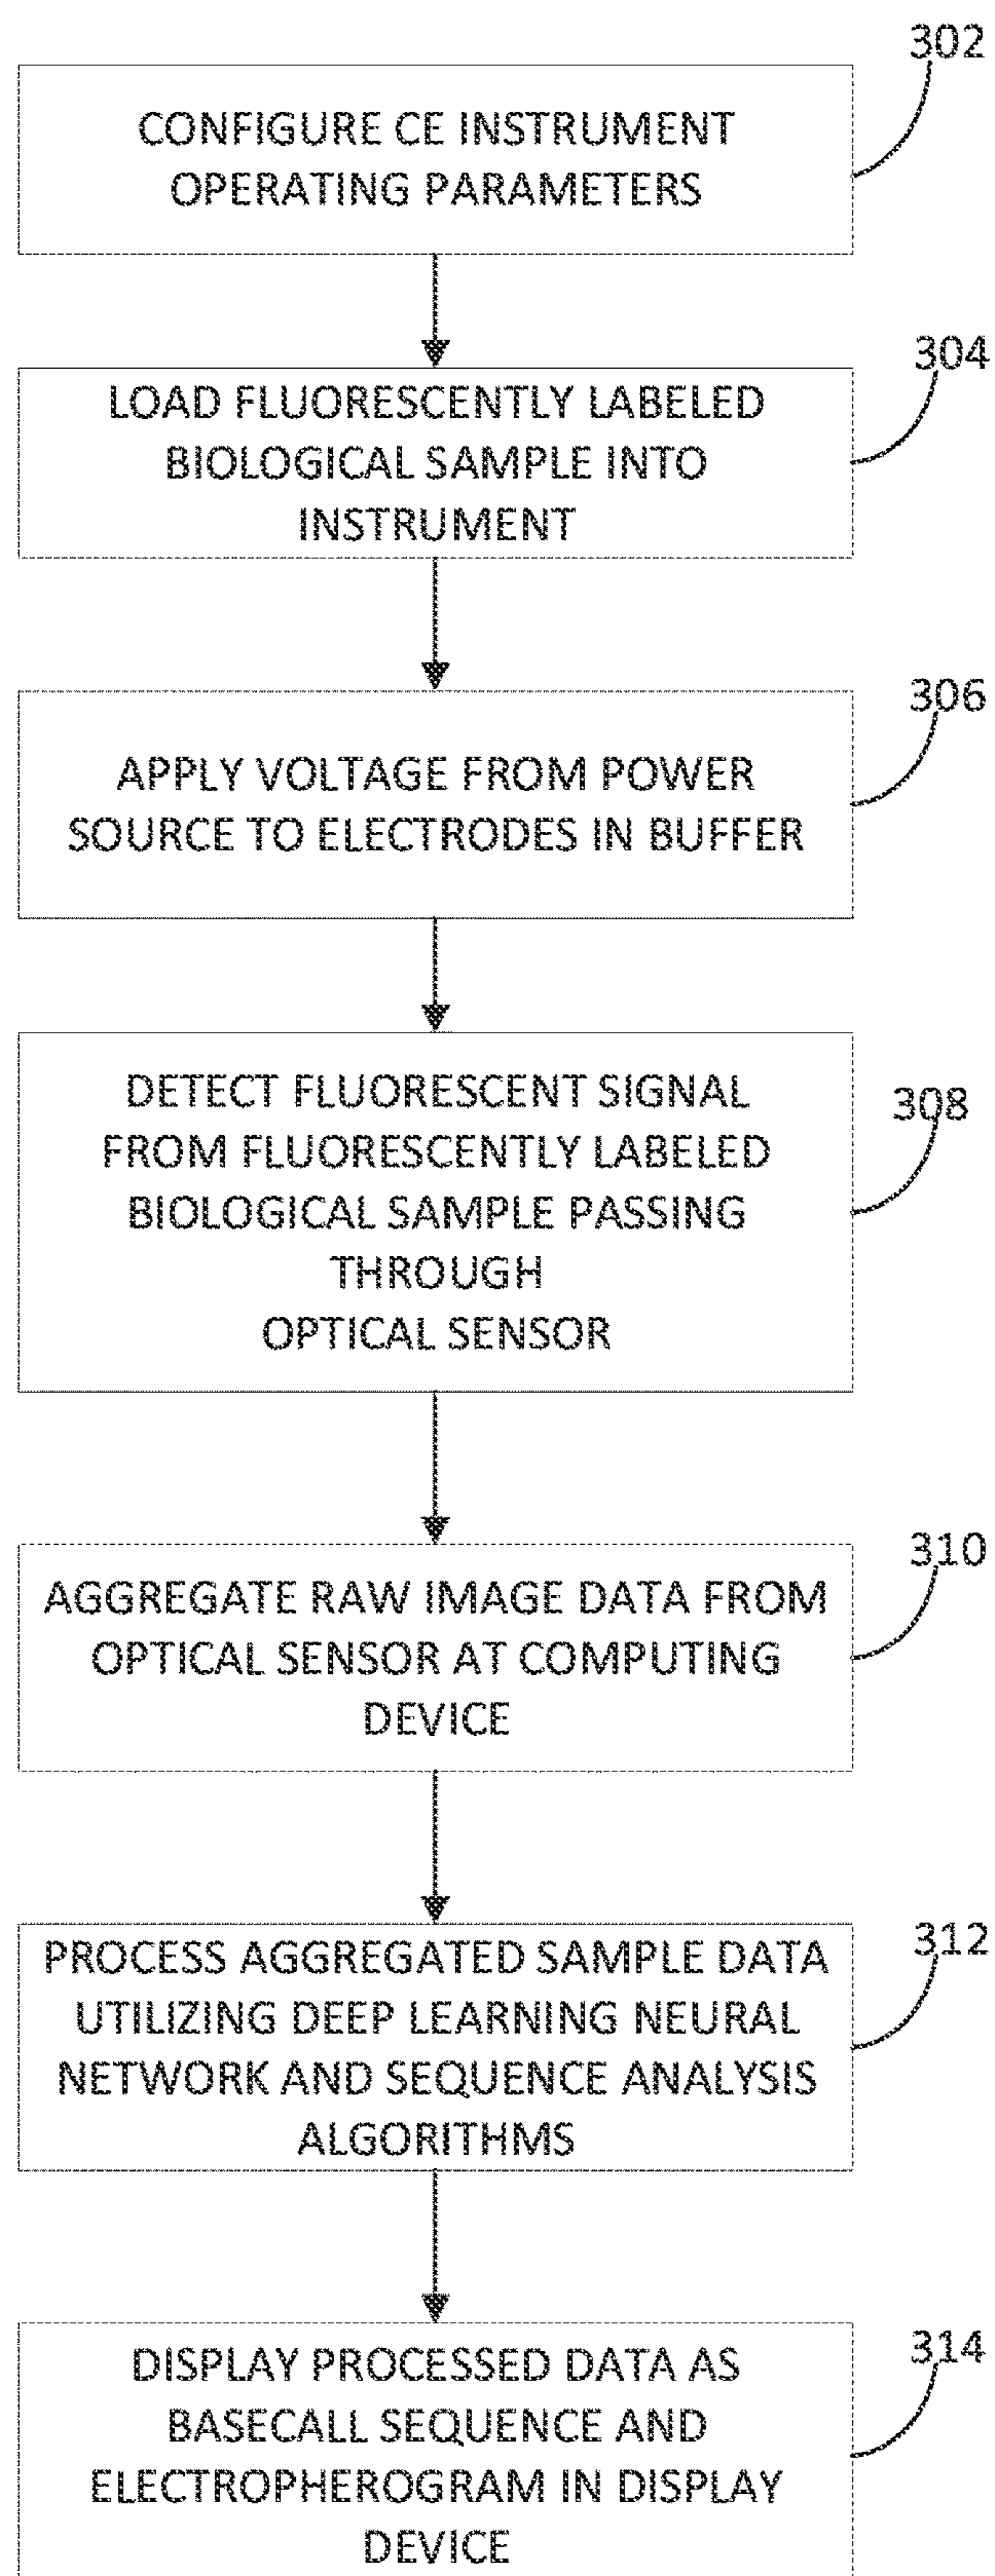 302
CONFIGURE CE INSTRUMENT
OPERATING PARAMETERS
304
LOAD FLUORESCENTLY LABELED
BIOLOGICAL SAMPLE INTO
INSTRUMENT
306
APPLY VOLTAGE FROM POWER
SOURCE TO ELECTRODES IN BUFFER
308
DETECT FLUORESCENT SIGNAL
FROM FLUORESCENTLY LABELED
BIOLOGICAL SAMPLE PASSING
THROUGH
OPTICAL SENSOR
310
AGGREGATE RAW IMAGE DATA FROM
OPTICAL SENSOR AT COMPUTING
DEVICE
312
PROCESS AGGREGATED SAMPLE DATA
UTILIZING DEEP LEARNING NEURAL
NETWORK AND SEQUENCE ANALYSIS
ALGORITHMS
314
DISPLAY PROCESSED DATA AS
BASECALL SEQUENCE AND
ELECTROPHEROGRAM IN DISPLAY
DEVICE